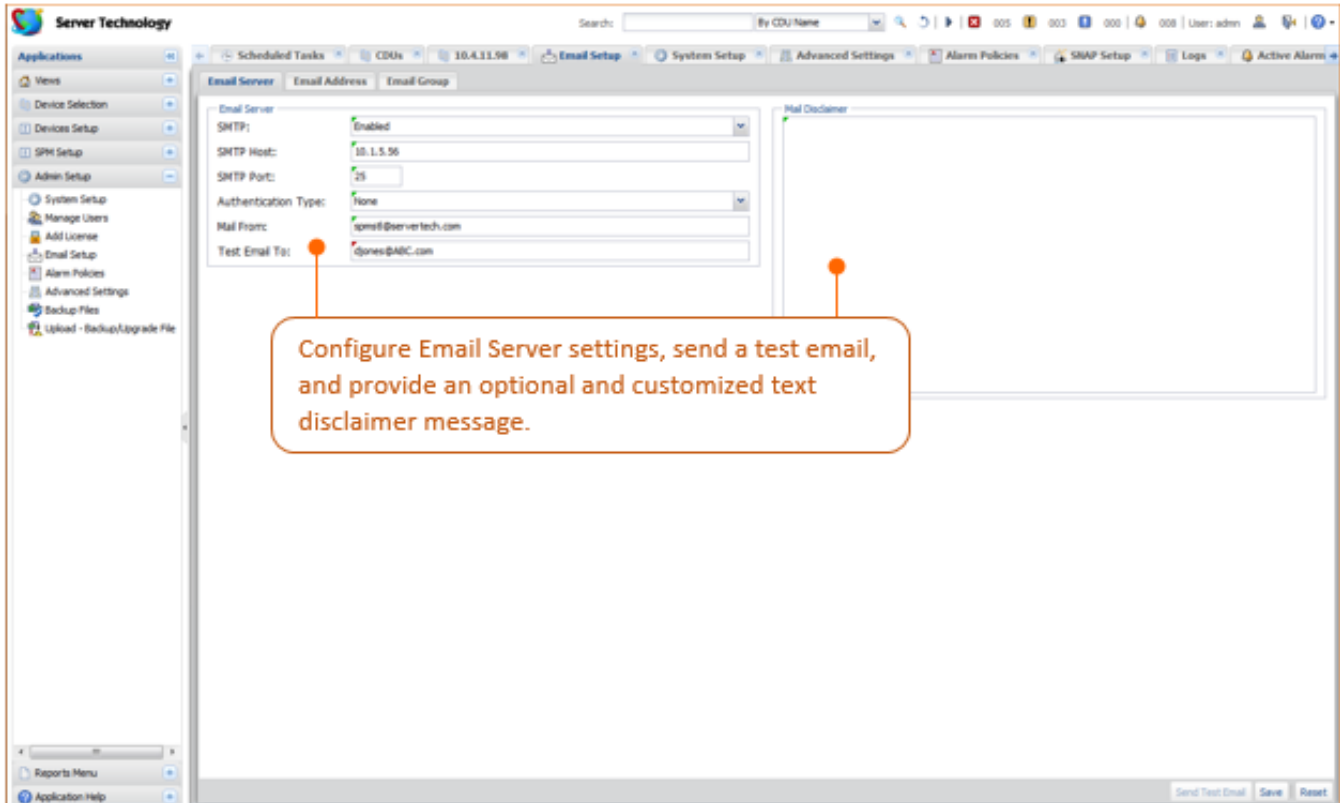 Server Technology
Search: By CDU Name 005 003 000 008 User: admn
Applications
Scheduled Tasks CDUs 10.4.11.98 Email Setup System Setup Advanced Settings Alarm Policies SNAP Setup Logs Active Alarm
Views
Device Selection
Devices Setup
SPM Setup
Admin Setup
System Setup
Manage Users
Add License
Email Setup
Alarm Policies
Advanced Settings
Backup Files
Upload - Backup/Upgrade File
Email Server Email Address Email Group
Email Server
SMTP: Enabled
SMTP Host: 10.1.5.56
SMTP Port: 25
Authentication Type: None
Mail From: @servertech.com
Test Email To: djones@ABC.com
Mail Disclaimer
Configure Email Server settings, send a test email,
and provide an optional and customized text
disclaimer message.
Reports Menu
Application Help
Send Test Email Save Reset